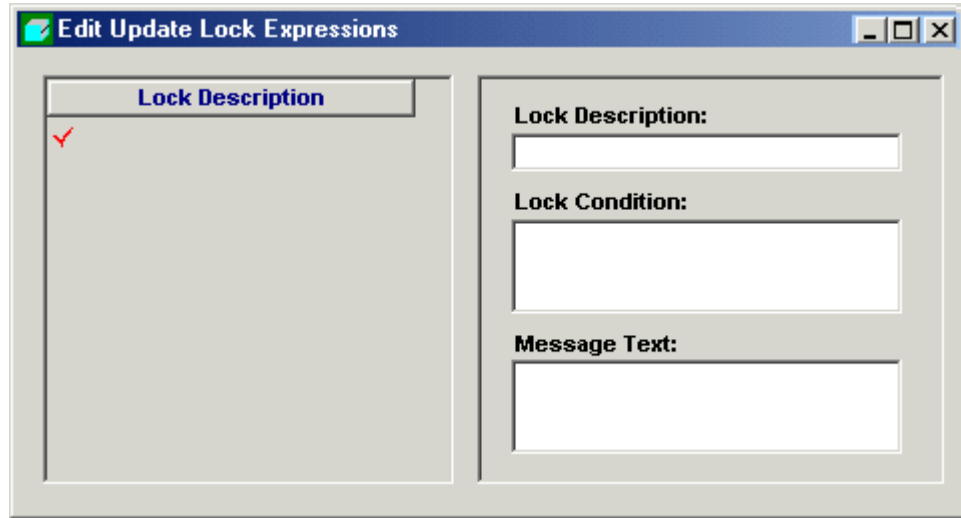 Edit Update Lock Expressions
Lock Description
Lock Description:
Lock Condition:
Message Text: